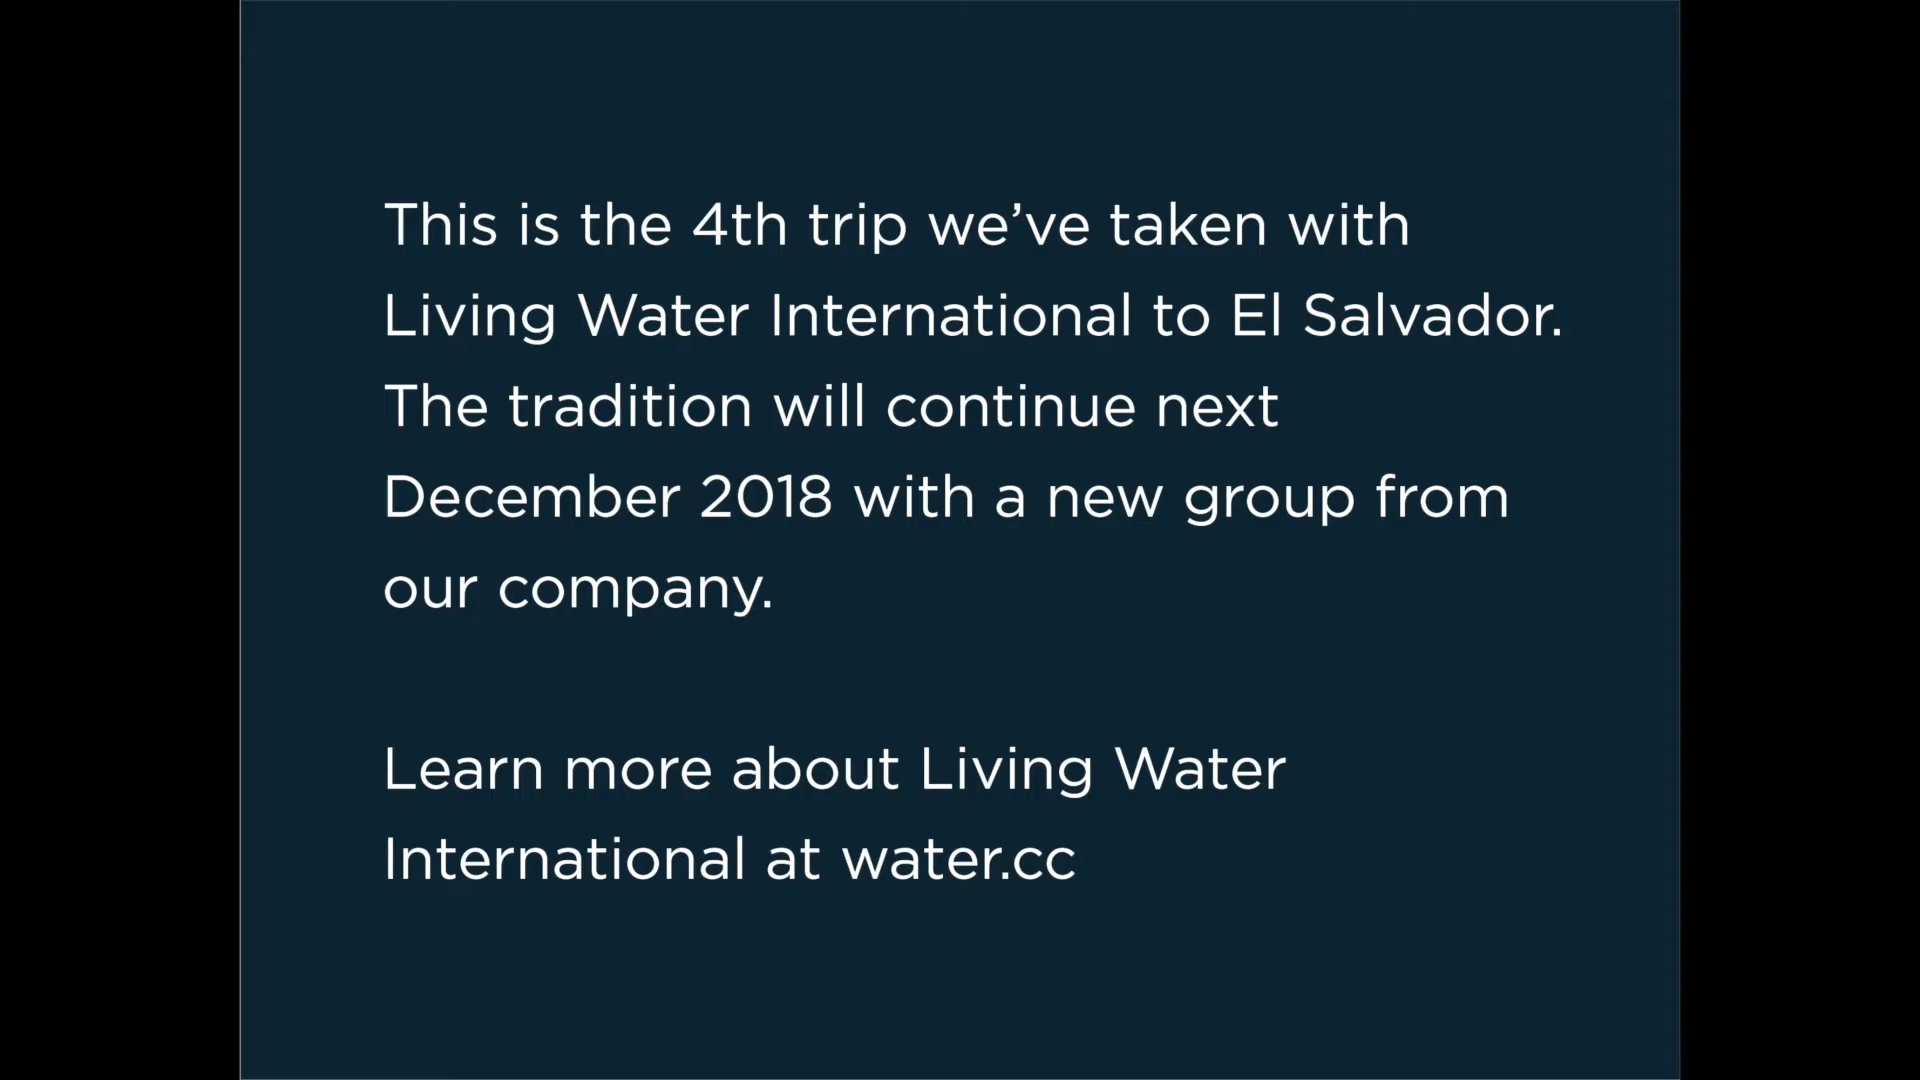 This is the 4th trip we’ve taken with
Living Water International to El Salvador.
The tradition will continue next
December 2018 with a new group from
our company.
Learn more about Living Water
International at water.cc